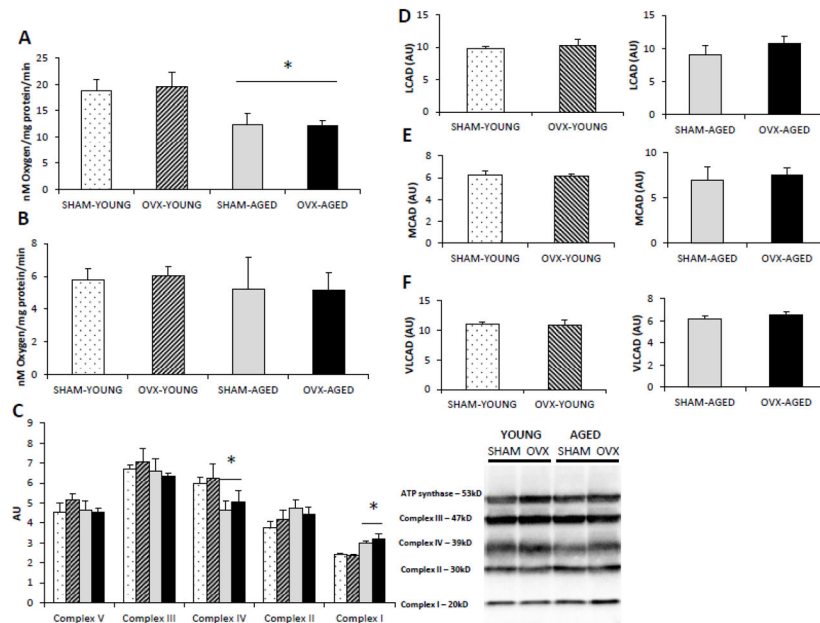 A
nM Oxygen/mg protein/min
25
20
15
10
5
0
*
SHAM-YOUNG OVX-YOUNG SHAM-AGED OVX-AGED
B
nM Oxygen/mg protein/min
8
6
4
2
0
SHAM-YOUNG OVX-YOUNG SHAM-AGED OVX-AGED
C
AU
9
8
7
6
5
4
3
2
1
0
*
*
Complex V Complex III Complex IV Complex II Complex I
D
LCAD (AU)
15
10
5
0
SHAM-YOUNG OVX-YOUNG
LCAD (AU)
15
10
5
0
SHAM-AGED OVX-AGED
E
MCAD (AU)
8
6
4
2
0
SHAM-YOUNG OVX-YOUNG
MCAD (AU)
10
5
0
SHAM-AGED OVX-AGED
F
VLCAD (AU)
15
10
5
0
SHAM-YOUNG OVX-YOUNG
VLCAD (AU)
10
8
6
4
2
0
SHAM-AGED OVX-AGED
YOUNG AGED
SHAM OVX SHAM OVX
ATP synthase – 53kD
Complex III – 47kD
Complex IV – 39kD
Complex II – 30kD
Complex I – 20kD